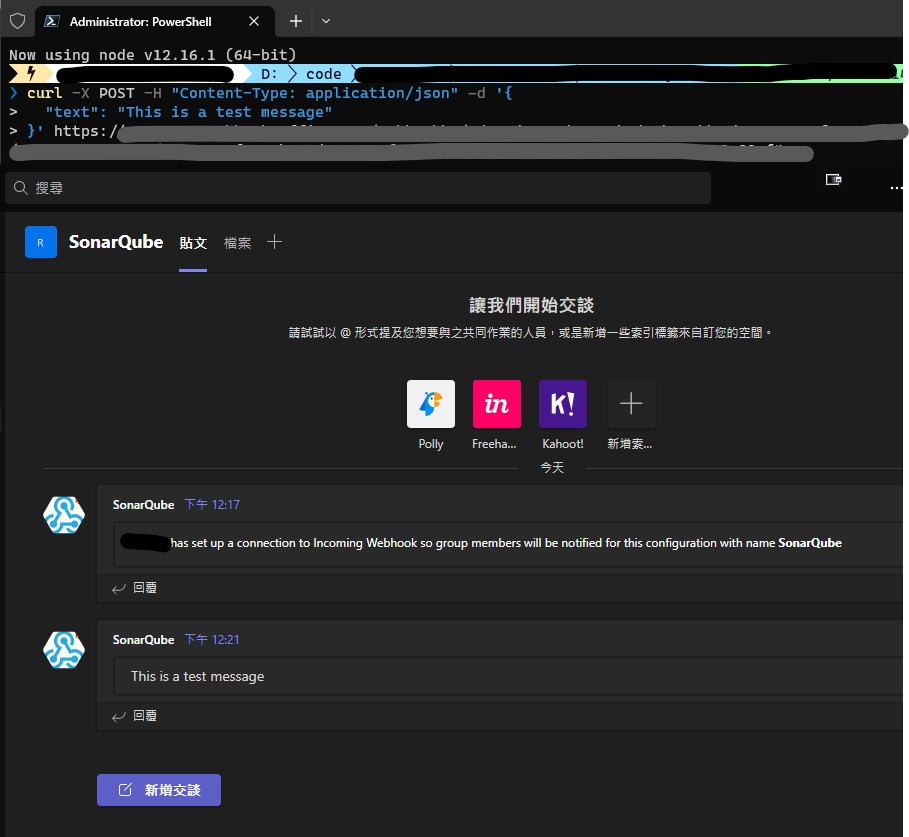 Administrator: PowerShell
Now using node v12.16.1 (64-bit)
D: code
❯ curl -X POST -H "Content-Type: application/json" -d '{
> "text": "This is a test message"
> }' https:/
搜尋
R SonarQube 貼文 檔案
讓我們開始交談
請試試以 @ 形式提及您想要與之共同作業的人員，或是新增一些索引標籤來自訂您的空間。
in K!
Polly Freeha... Kahoot! 新增索...
今天
SonarQube 下午 12:17
has set up a connection to Incoming Webhook so group members will be notified for this configuration with name SonarQube
回覆
SonarQube 下午 12:21
This is a test message
回覆
新增交談